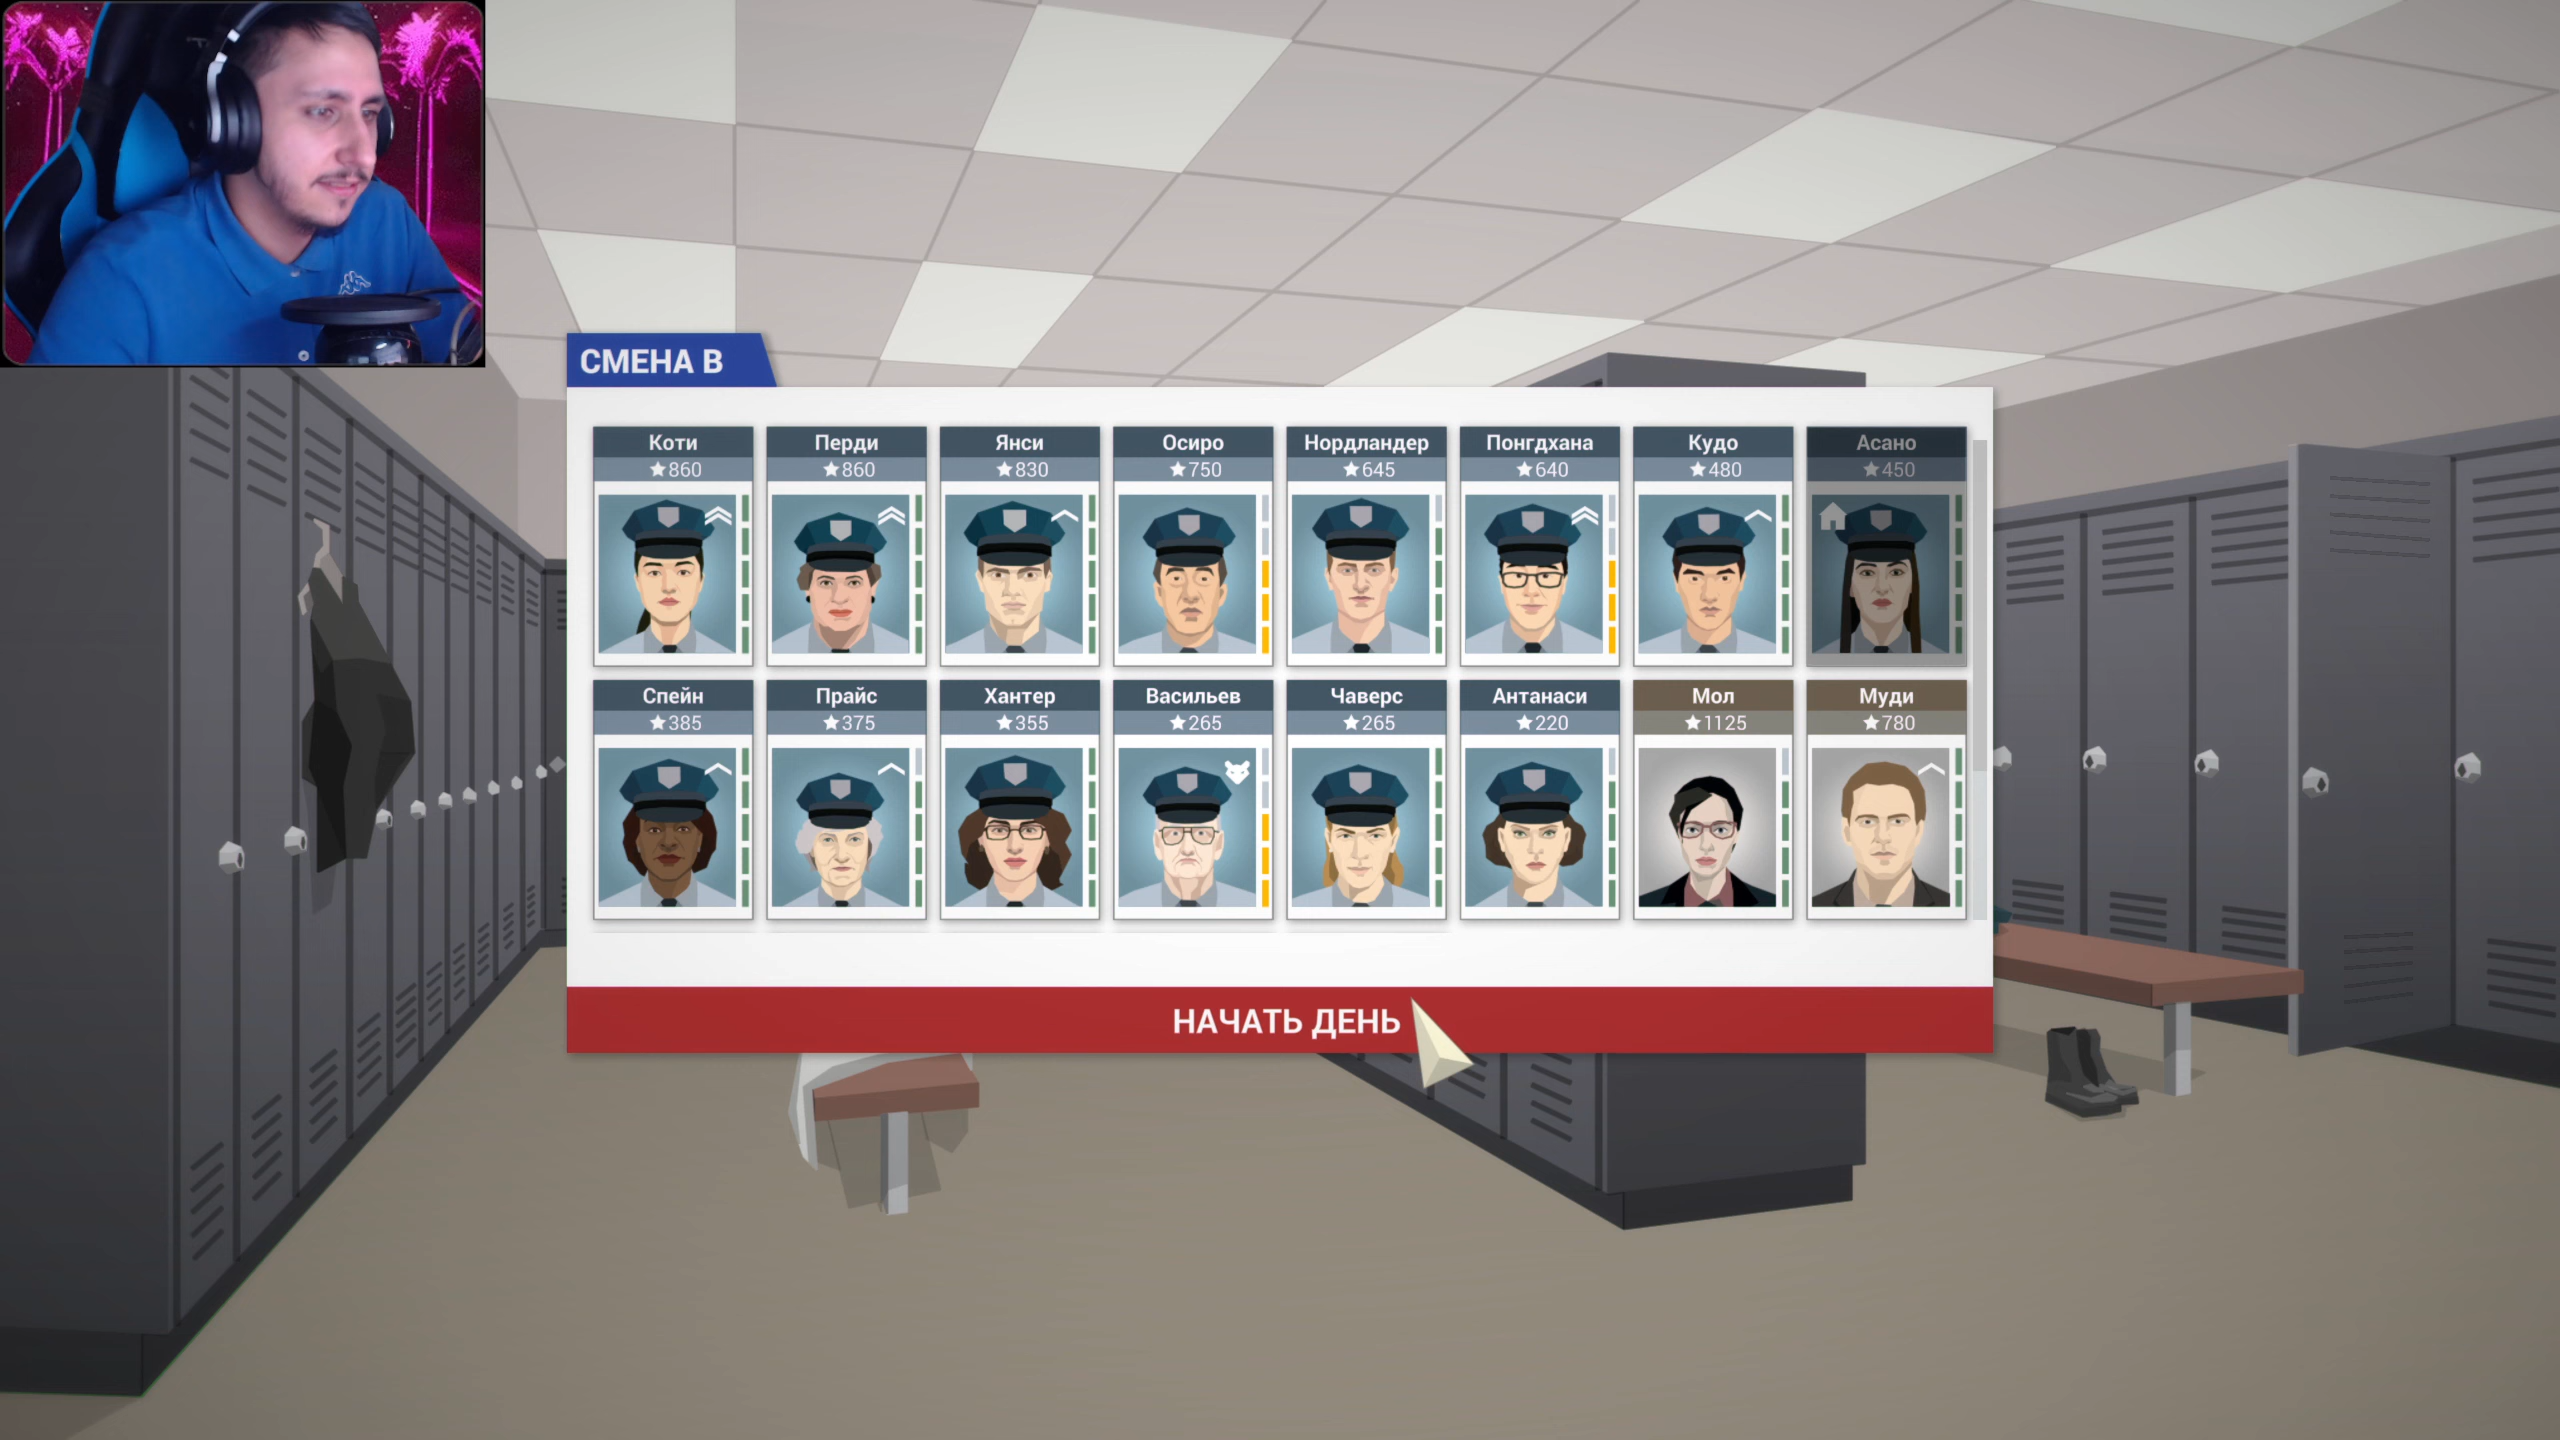 СМЕНА В
Коти
860
Перди
860
Янси
830
Осиро
750
Нордландер
645
Понгдхана
640
Кудо
480
Асано
450
Спейн
385
Прайс
375
Хантер
355
Васильев
265
Чаверс
265
Антанаси
220
Мол
1125
Муди
780
НАЧАТЬ ДЕНЬ